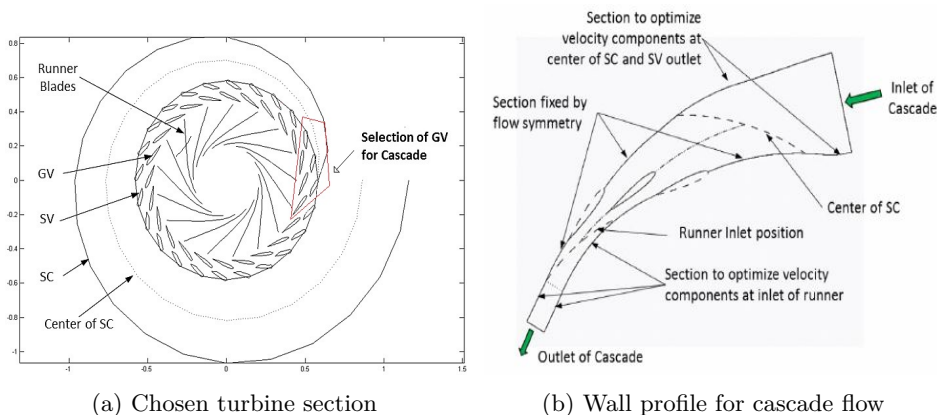 0.8
0.6
0.4
0.2
0
-0.2
-0.4
-0.6
-0.8
-1
-1
-0.5
0
0.5
1
1.5
Runner
Blades
GV
SV
SC
Center of SC
Selection of GV
for Cascade
(a) Chosen turbine section
Section to optimize
velocity components at
center of SC and SV outlet
Inlet of
Cascade
Section fixed by
flow symmetry
Center of SC
Runner Inlet position
Section to optimize velocity
components at inlet of runner
Outlet of Cascade
(b) Wall profile for cascade flow